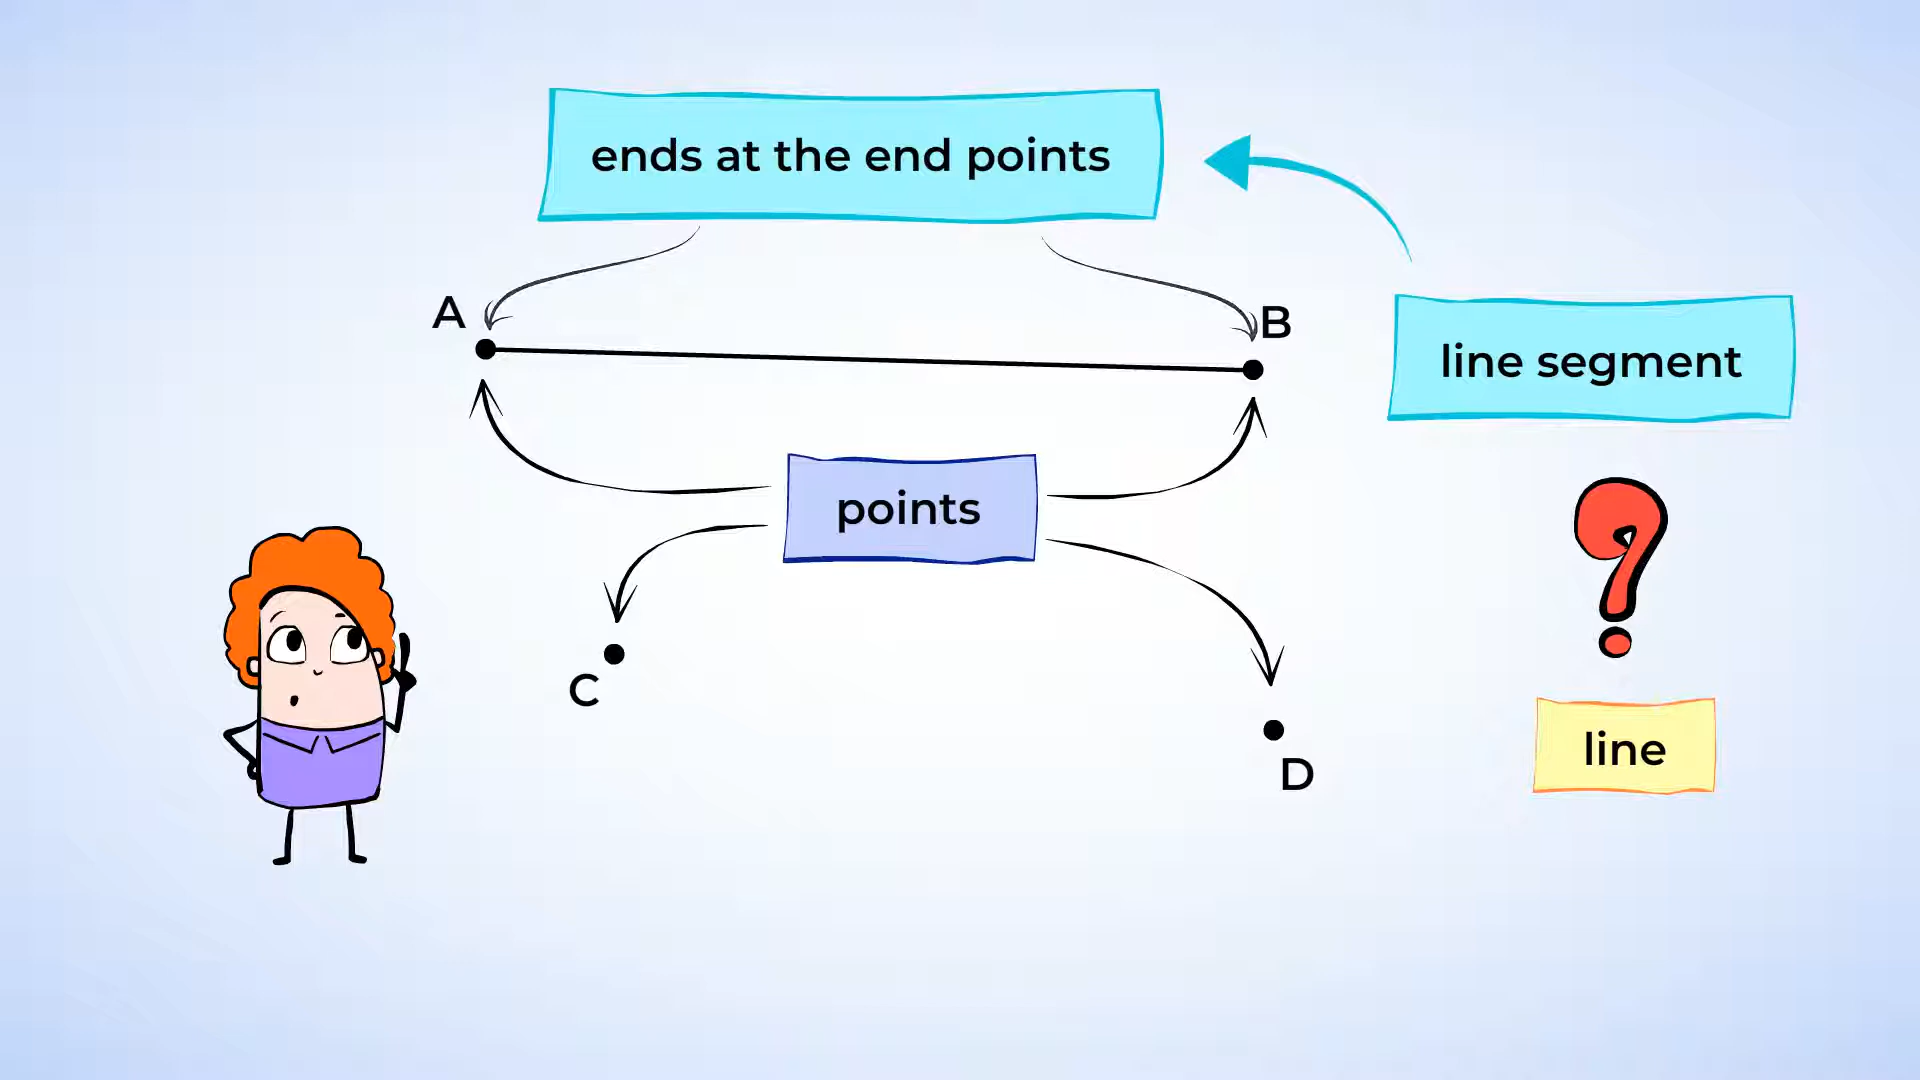 ends at the end points
A
B
line segment
points
C
D
line